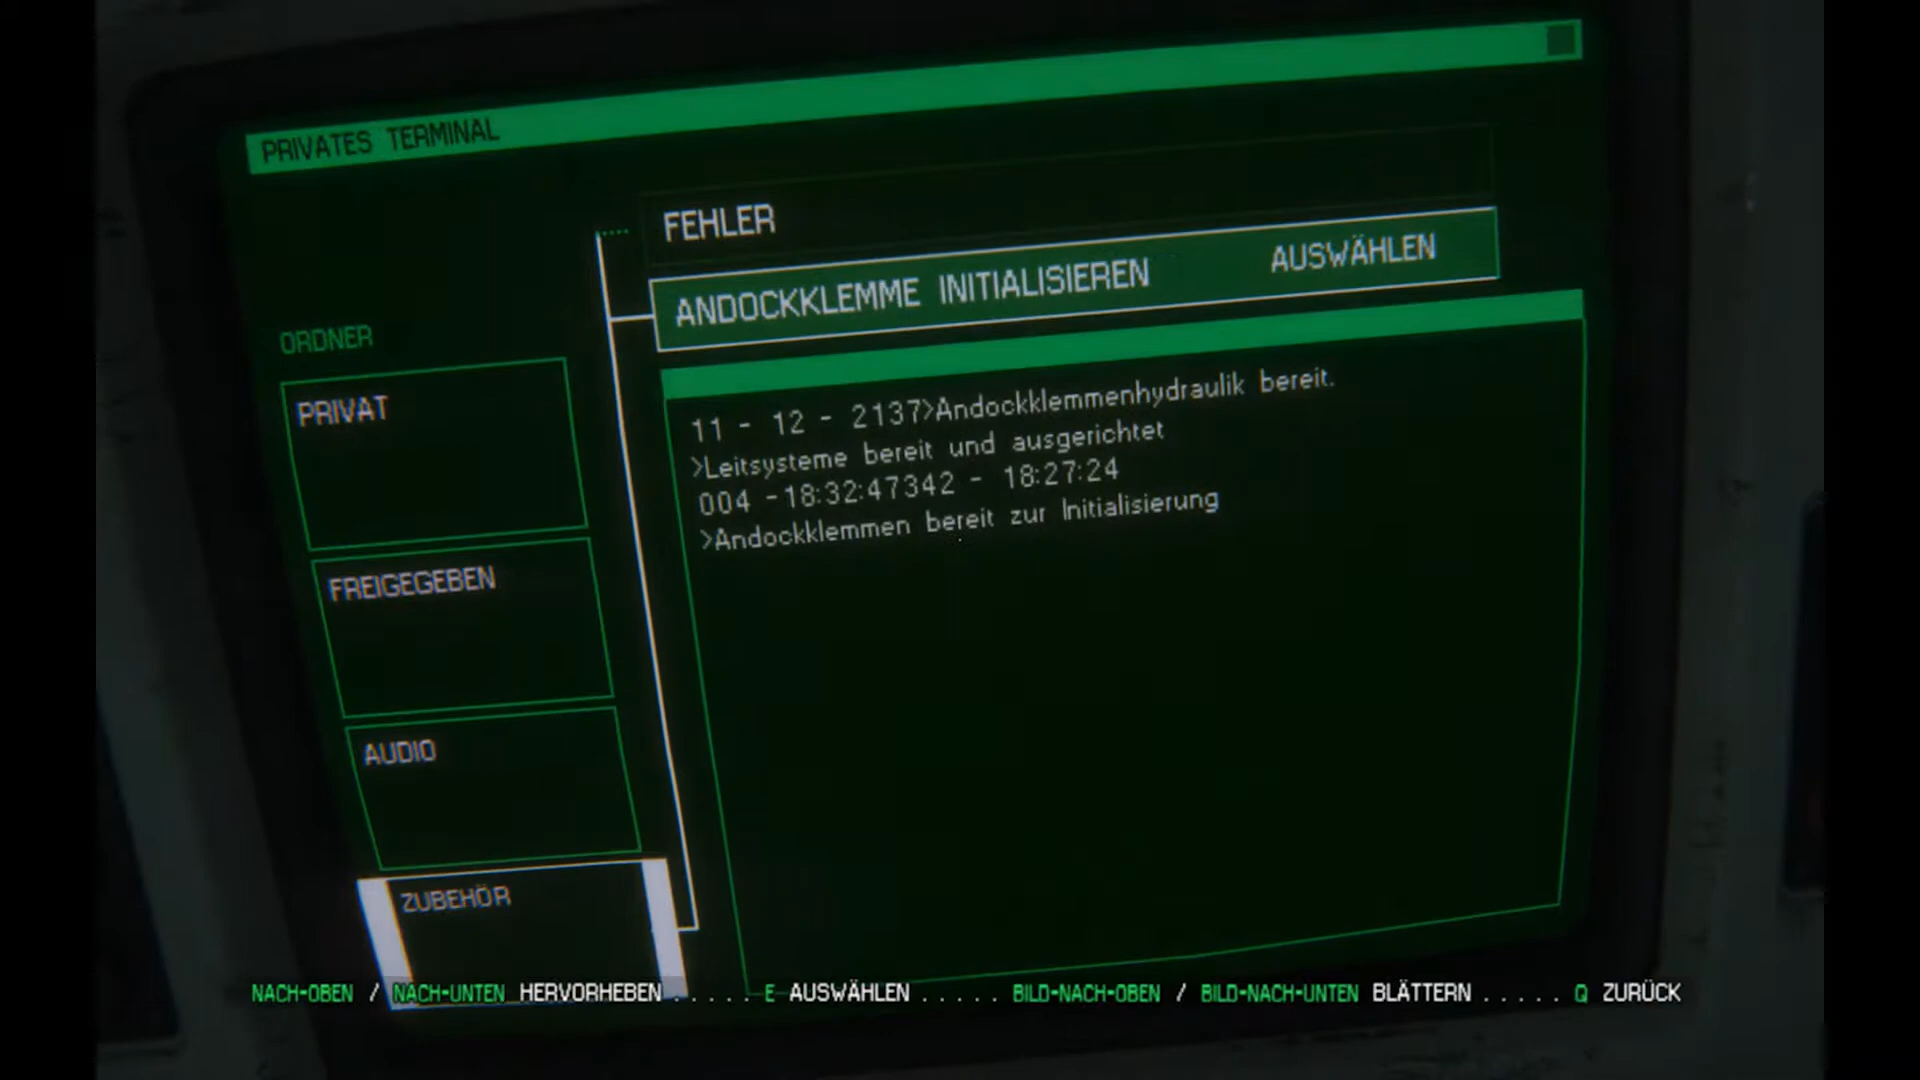 PRIVATES TERMINAL
FEHLER
ANDOCKKLEMME INITIALISIEREN AUSWÄHLEN
ORDNER
PRIVAT
FREIGEGEBEN
AUDIO
ZUBEHÖR
11 - 12 - 2137>Andockklemmenhydraulik bereit.
>Leitsysteme bereit und ausgerichtet
004 -18:32:47342 - 18:27:24
>Andockklemmen bereit zur Initialisierung
NACH-OBEN / NACH-UNTEN HERVORHEBEN ..... E AUSWÄHLEN ..... BILD-NACH-OBEN / BILD-NACH-UNTEN BLÄTTERN ..... Q ZURÜCK